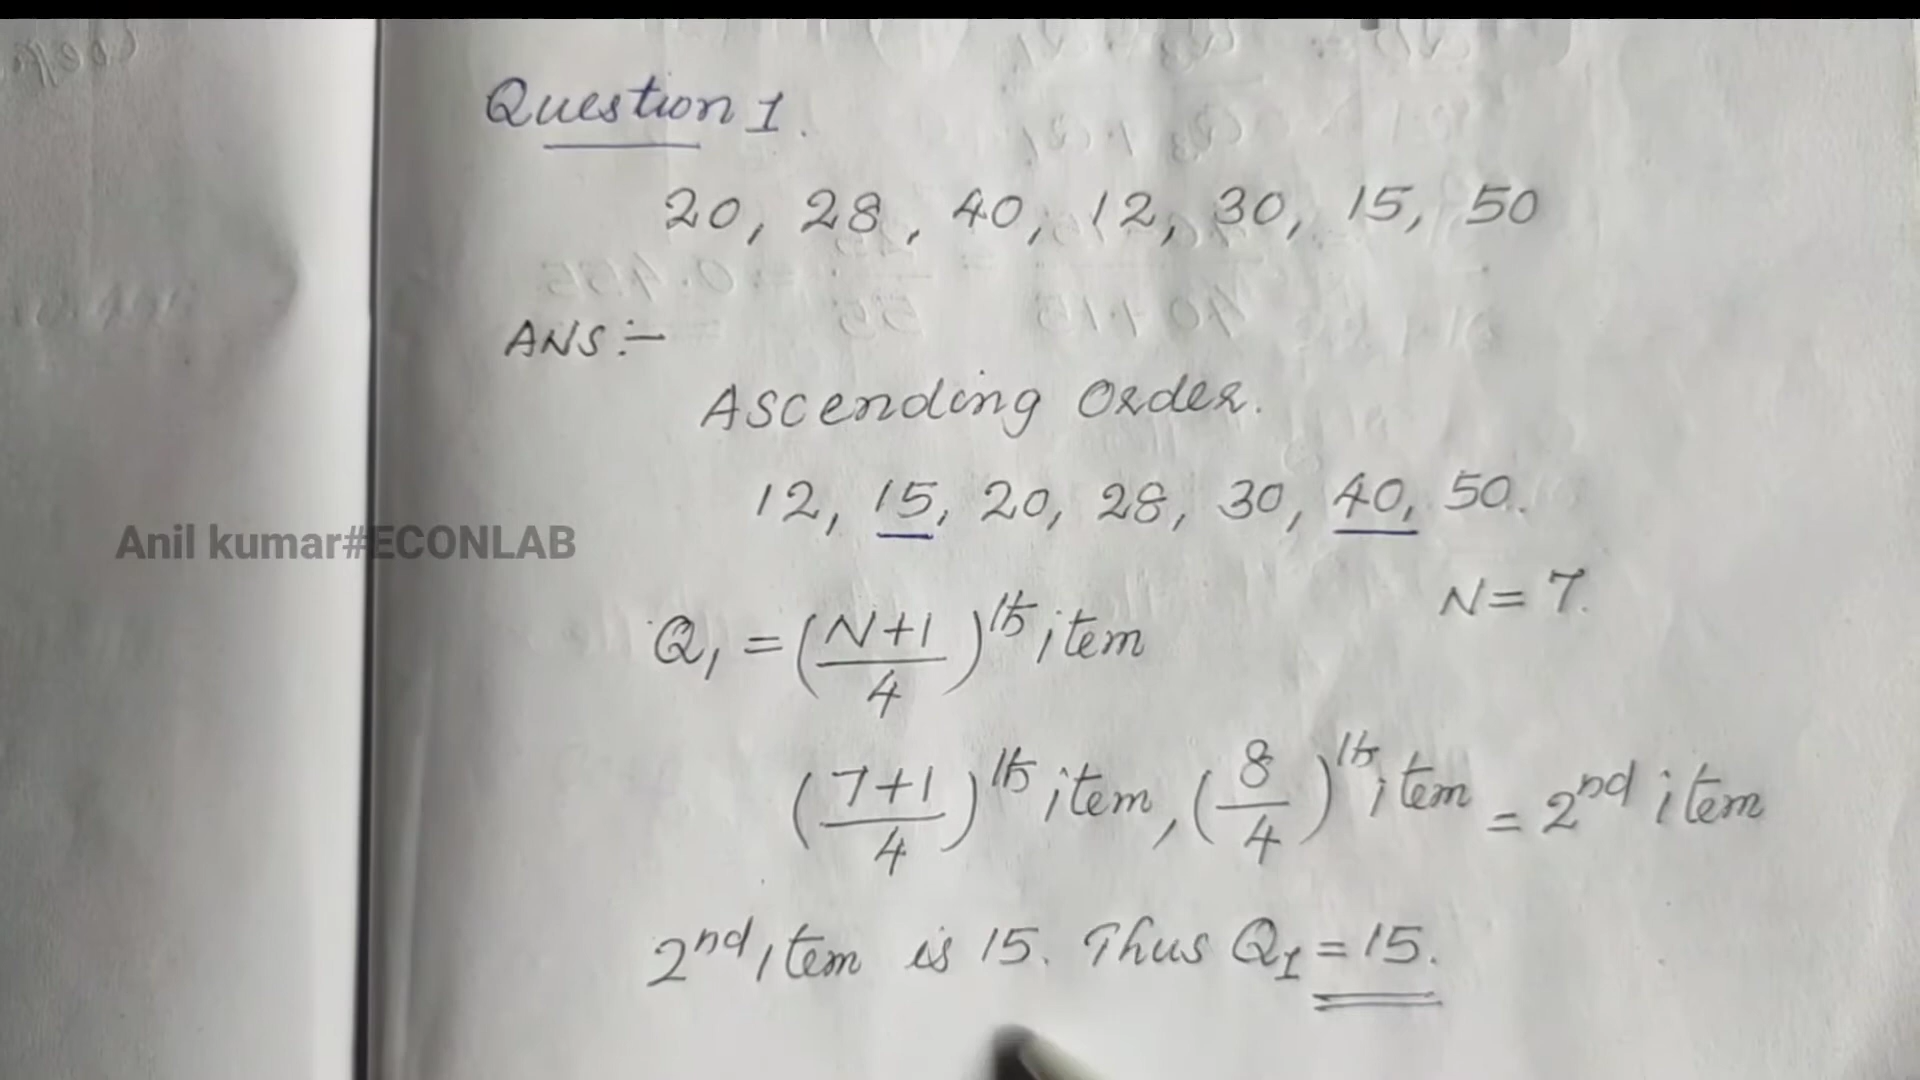 Question 1.
20, 28, 40, 12, 30, 15, 50
ANS :-
Ascending Order.
12, 15, 20, 28, 30, 40, 50.
Anil kumar#ECONLAB
N = 7.
Q1 = (N+1/4)th item
(7+1/4)th item, (8/4)th item = 2nd item
2nd item is 15. Thus Q1 = 15.